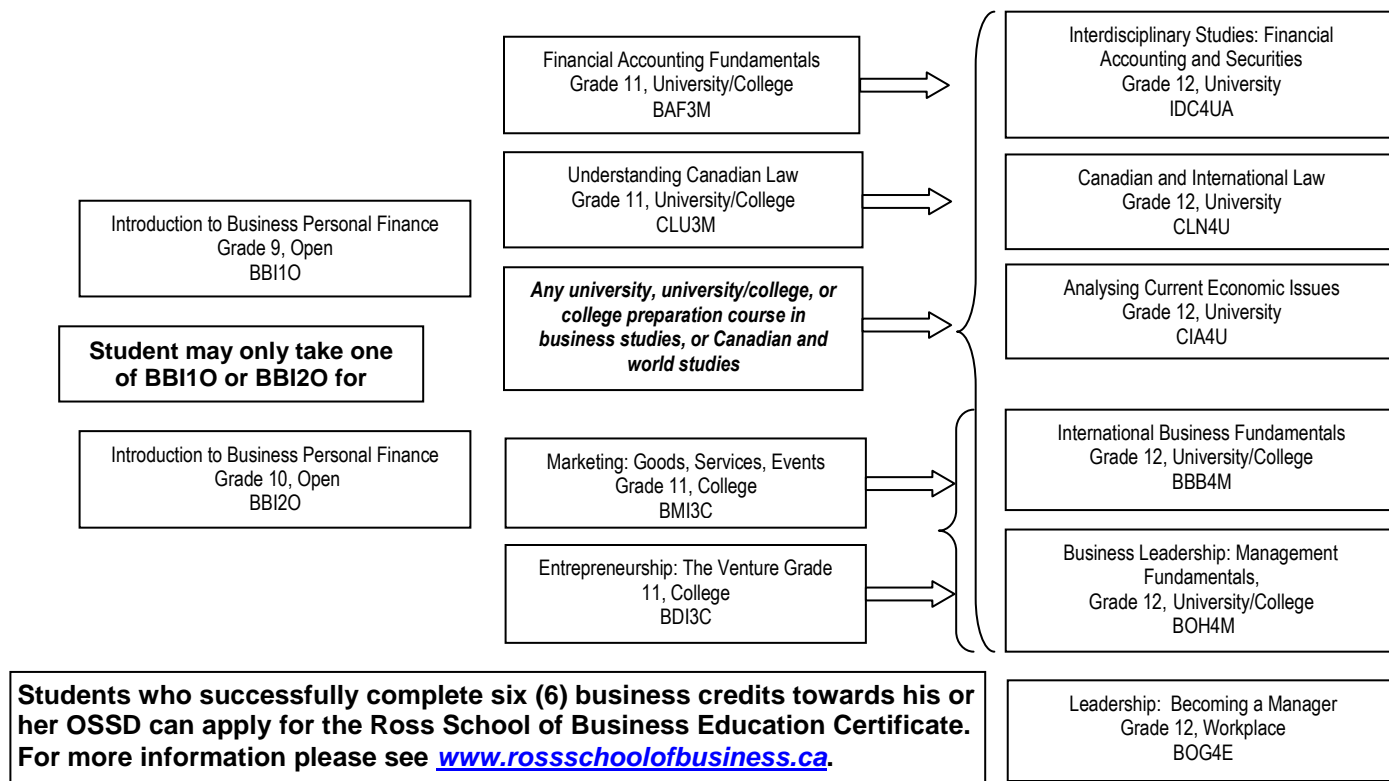 Introduction to Business Personal Finance
Grade 9, Open
BBI1O
Student may only take one
of BBI1O or BBI2O for
Introduction to Business Personal Finance
Grade 10, Open
BBI2O
Financial Accounting Fundamentals
Grade 11, University/College
BAF3M
Understanding Canadian Law
Grade 11, University/College
CLU3M
Any university, university/college, or
college preparation course in
business studies, or Canadian and
world studies
Marketing: Goods, Services, Events
Grade 11, College
BMI3C
Entrepreneurship: The Venture Grade
11, College
BDI3C
Interdisciplinary Studies: Financial
Accounting and Securities
Grade 12, University
IDC4UA
Canadian and International Law
Grade 12, University
CLN4U
Analysing Current Economic Issues
Grade 12, University
CIA4U
International Business Fundamentals
Grade 12, University/College
BBB4M
Business Leadership: Management
Fundamentals,
Grade 12, University/College
BOH4M
Leadership: Becoming a Manager
Grade 12, Workplace
BOG4E
Students who successfully complete six (6) business credits towards his or
her OSSD can apply for the Ross School of Business Education Certificate.
For more information please see www.rossschoolofbusiness.ca.